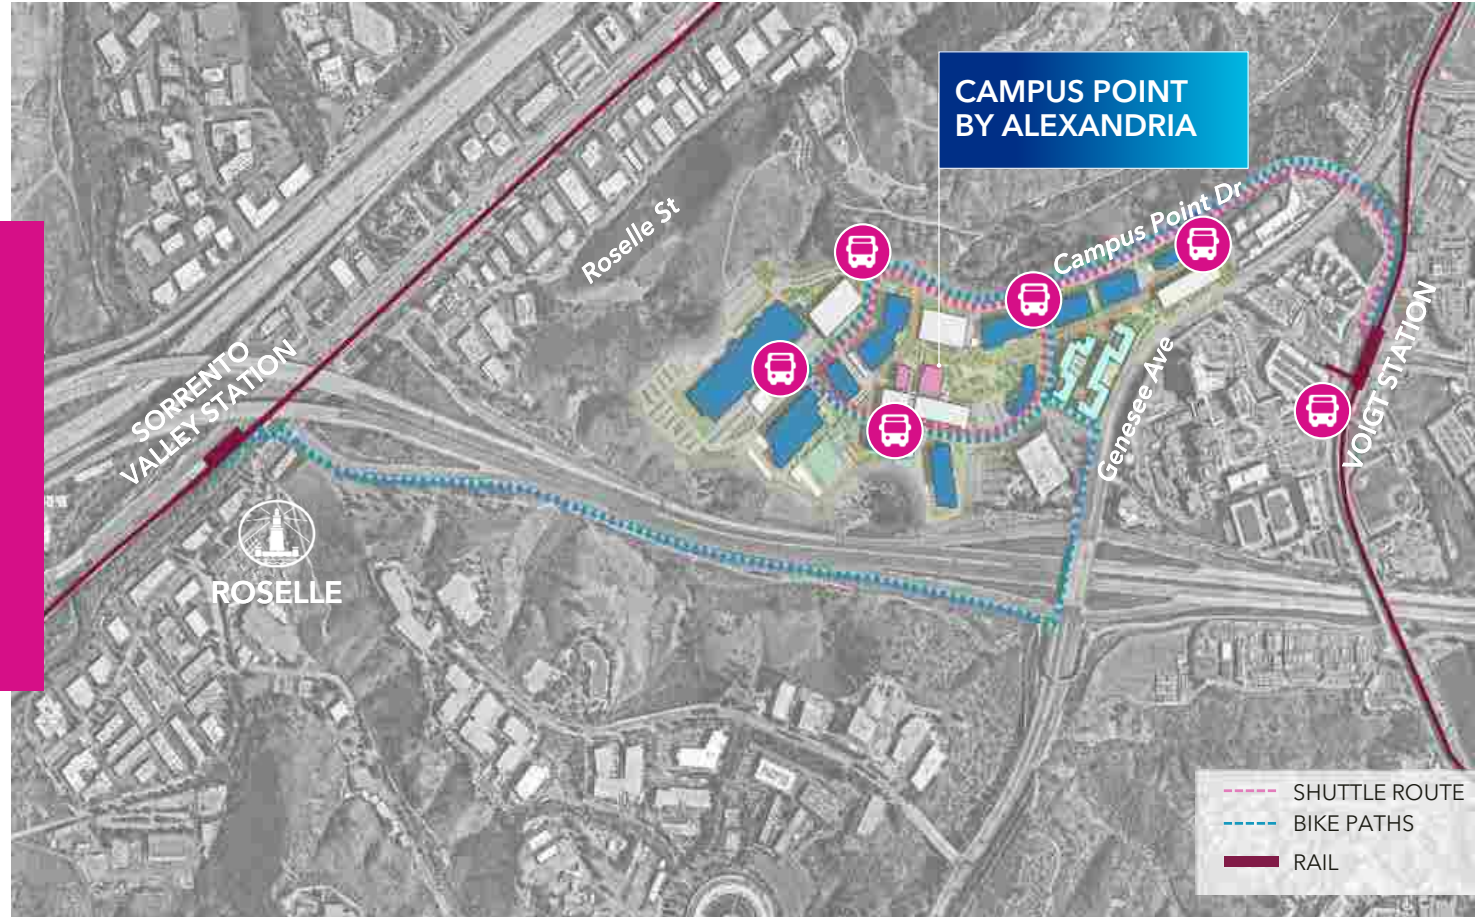 CAMPUS POINT
BY ALEXANDRIA
Campus Point Dr
Roselle St
SORRENTO
VALLEY STATION
Genesee Ave
VOIGT STATION
ROSELLE
SHUTTLE ROUTE
BIKE PATHS
RAIL